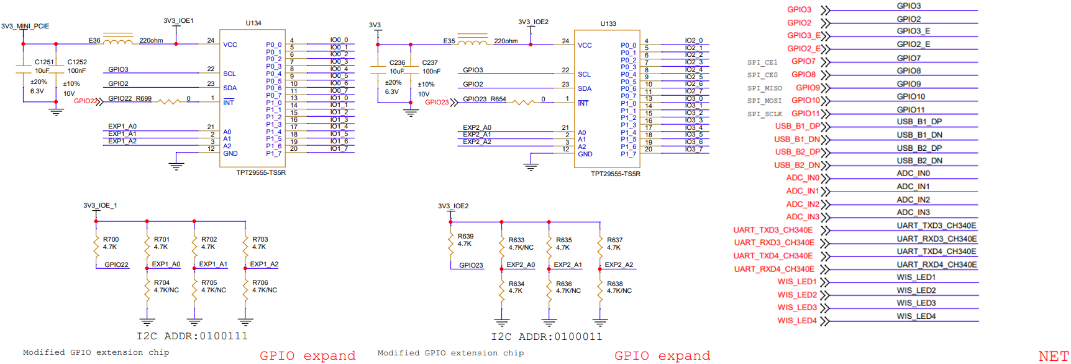 3V3_MINI_PCIE
3V3_IOE1
U134
E36
220ohm
24
VCC
C1251
10uF
±20%
6.3V
C1252
100nF
±10%
10V
GPIO3
22
SCL
GPIO2
23
SDA
GPIO22
GPIO22
R699
0
1
INT
EXP1_A0
21
A0
EXP1_A1
2
A1
EXP1_A2
3
A2
12
GND
P0_0 4 IO0_0
P0_1 5 IO0_1
P0_2 6 IO0_2
P0_3 7 IO0_3
P0_4 8 IO0_4
P0_5 9 IO0_5
P0_6 10 IO0_6
P0_7 11 IO0_7
P1_0 13 IO1_0
P1_1 14 IO1_1
P1_2 15 IO1_2
P1_3 16 IO1_3
P1_4 17 IO1_4
P1_5 18 IO1_5
P1_6 19 IO1_6
P1_7 20 IO1_7
TPT29555-TS5R
3V3_IOE_1
R700
4.7K
R701
4.7K
R702
4.7K
R703
4.7K
GPIO22
EXP1_A0
EXP1_A1
EXP1_A2
R704
4.7K/NC
R705
4.7K/NC
R706
4.7K/NC
I2C ADDR:0100111
Modified GPIO extension chip
GPIO expand
3V3
3V3_IOE2
U133
E35
220ohm
24
VCC
C236
10uF
±20%
6.3V
C237
100nF
±10%
10V
GPIO3
22
SCL
GPIO2
23
SDA
GPIO23
GPIO23
R654
0
1
INT
EXP2_A0
21
A0
EXP2_A1
2
A1
EXP2_A2
3
A2
12
GND
P0_0 4 IO2_0
P0_1 5 IO2_1
P0_2 6 IO2_2
P0_3 7 IO2_3
P0_4 8 IO2_4
P0_5 9 IO2_5
P0_6 10 IO2_6
P0_7 11 IO2_7
P1_0 13 IO3_0
P1_1 14 IO3_1
P1_2 15 IO3_2
P1_3 16 IO3_3
P1_4 17 IO3_4
P1_5 18 IO3_5
P1_6 19 IO3_6
P1_7 20 IO3_7
TPT29555-TS5R
3V3_IOE2
R639
4.7K
R633
4.7K/NC
R635
4.7K
R637
4.7K
GPIO23
EXP2_A0
EXP2_A1
EXP2_A2
R634
4.7K
R636
4.7K/NC
R638
4.7K/NC
I2C ADDR:0100011
Modified GPIO extension chip
GPIO expand
GPIO3 GPIO3
GPIO2 GPIO2
GPIO3_E GPIO3_E
GPIO2_E GPIO2_E
SPI_CE1 GPIO7 GPIO7
SPI_CE0 GPIO8 GPIO8
SPI_MISO GPIO9 GPIO9
SPI_MOSI GPIO10 GPIO10
SPI_SCLK GPIO11 GPIO11
USB_B1_DP USB_B1_DP
USB_B1_DN USB_B1_DN
USB_B2_DP USB_B2_DP
USB_B2_DN USB_B2_DN
ADC_IN0 ADC_IN0
ADC_IN1 ADC_IN1
ADC_IN2 ADC_IN2
ADC_IN3 ADC_IN3
UART_TXD3_CH340E UART_TXD3_CH340E
UART_RXD3_CH340E UART_RXD3_CH340E
UART_TXD4_CH340E UART_TXD4_CH340E
UART_RXD4_CH340E UART_RXD4_CH340E
WIS_LED1 WIS_LED1
WIS_LED2 WIS_LED2
WIS_LED3 WIS_LED3
WIS_LED4 WIS_LED4
NET